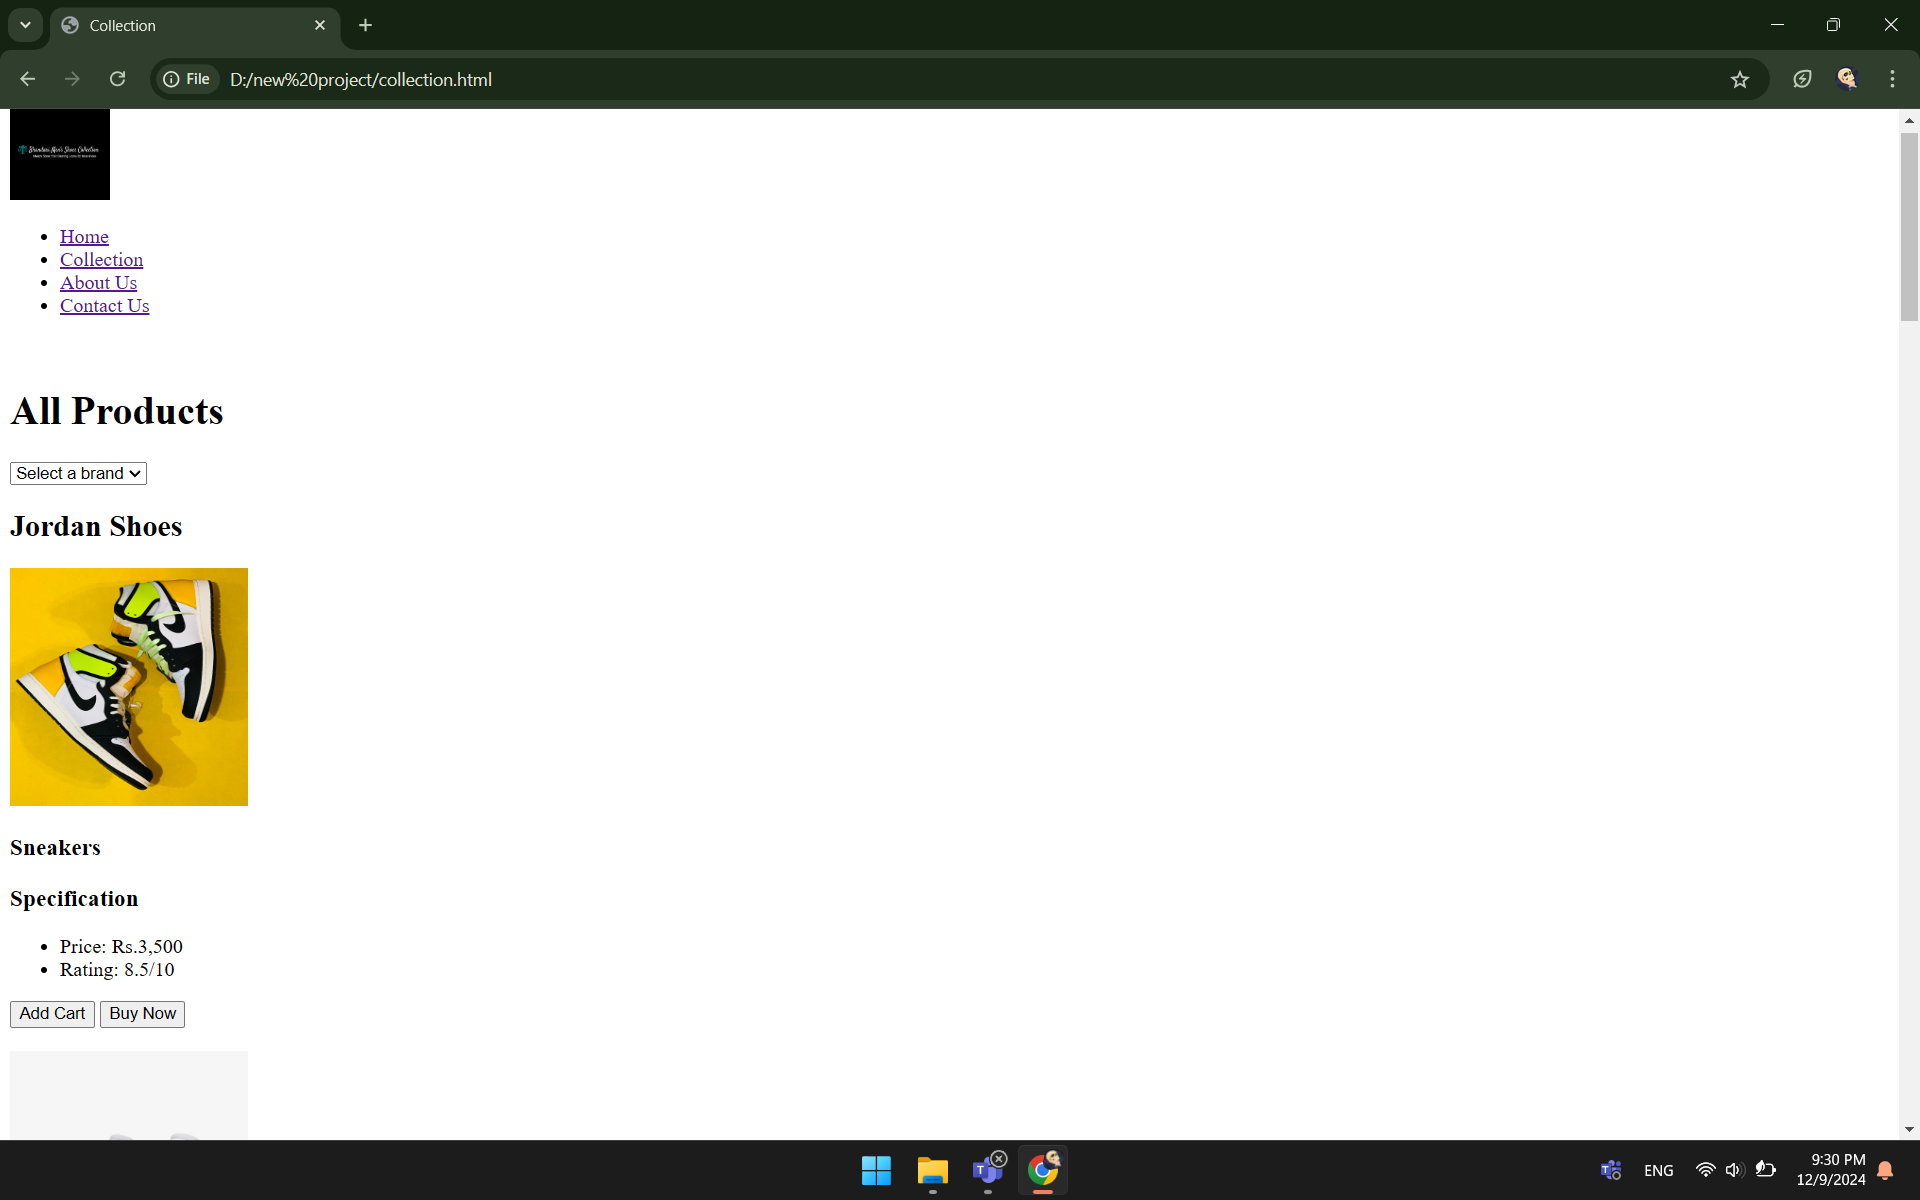 Collection
File
D:/new%20project/collection.html
Home
Collection
About Us
Contact Us
All Products
Select a brand
Jordan Shoes
Sneakers
Specification
Price: Rs.3,500
Rating: 8.5/10
Add Cart
Buy Now
ENG
9:30 PM
12/9/2024